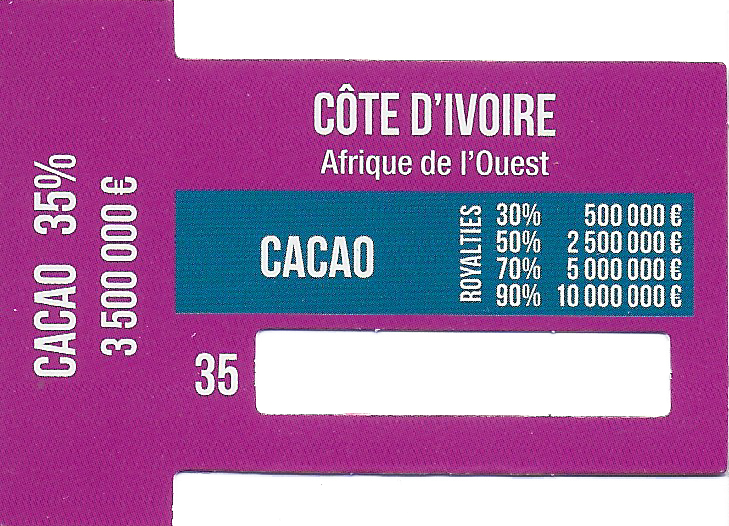 CACAO 35%
3 500 000 €
CÔTE D'IVOIRE
Afrique de l'Ouest
CACAO
ROYALTIES
30% 500 000 €
50% 2 500 000 €
70% 5 000 000 €
90% 10 000 000 €
35